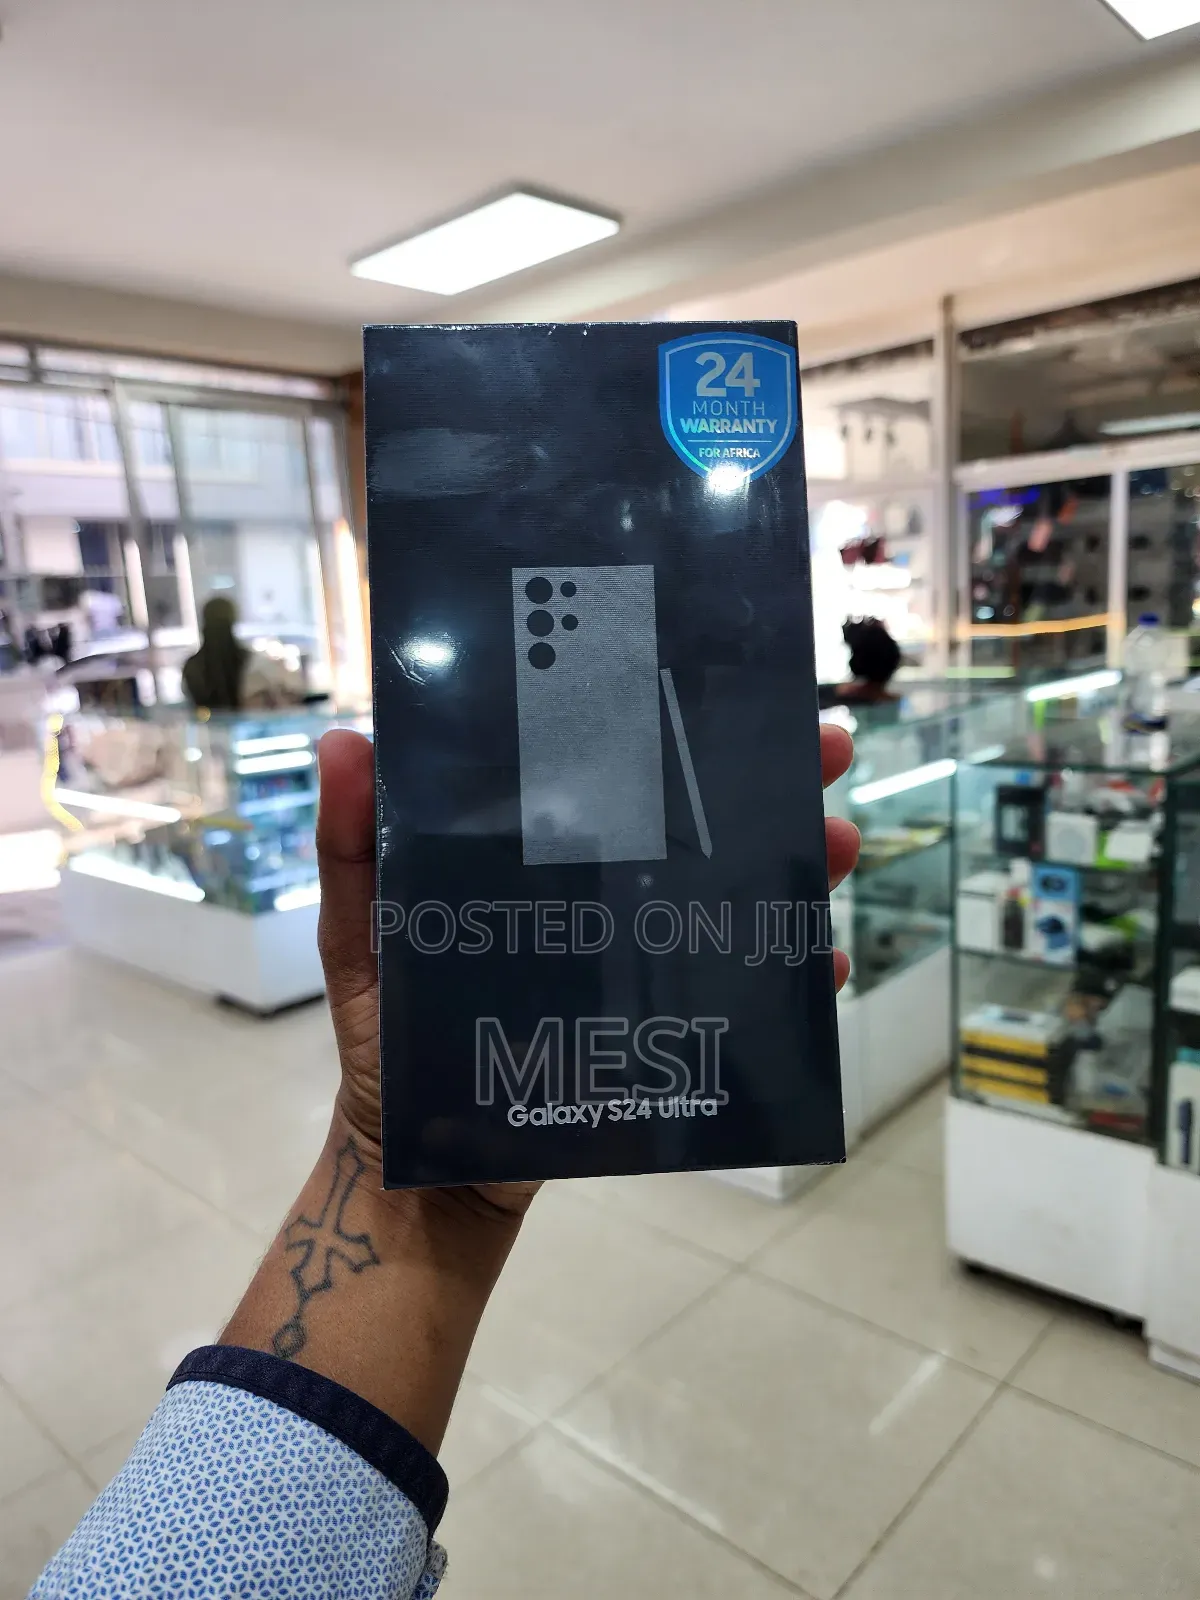 24
MONTH
WARRANTY
FOR AFRICA
POSTED ON JIJI
MESI
Galaxy S24 Ultra